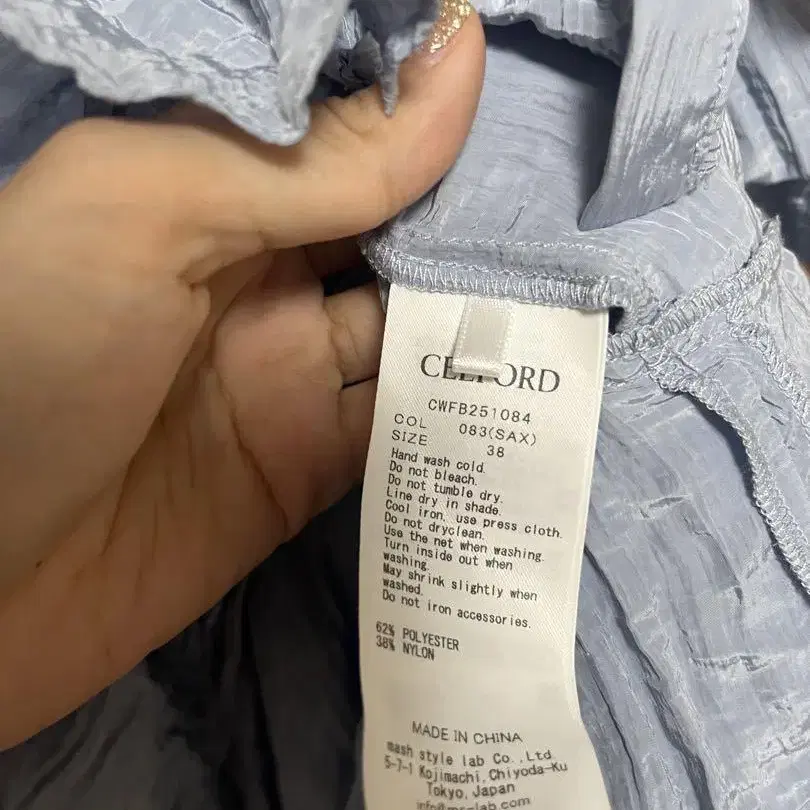 CELFORD
CWFB251084
COL 083(SAX)
SIZE 38
Hand wash cold.
Do not bleach.
Do not tumble dry.
Line dry in shade.
Cool iron, use press cloth.
Do not dryclean.
Use the net when washing.
Turn inside out when
washing.
May shrink slightly when
washed.
Do not iron accessories.
62% POLYESTER
38% NYLON
MADE IN CHINA
mash style lab Co.,Ltd.
5-7-1 Kojimachi,Chiyoda-Ku
Tokyo,Japan